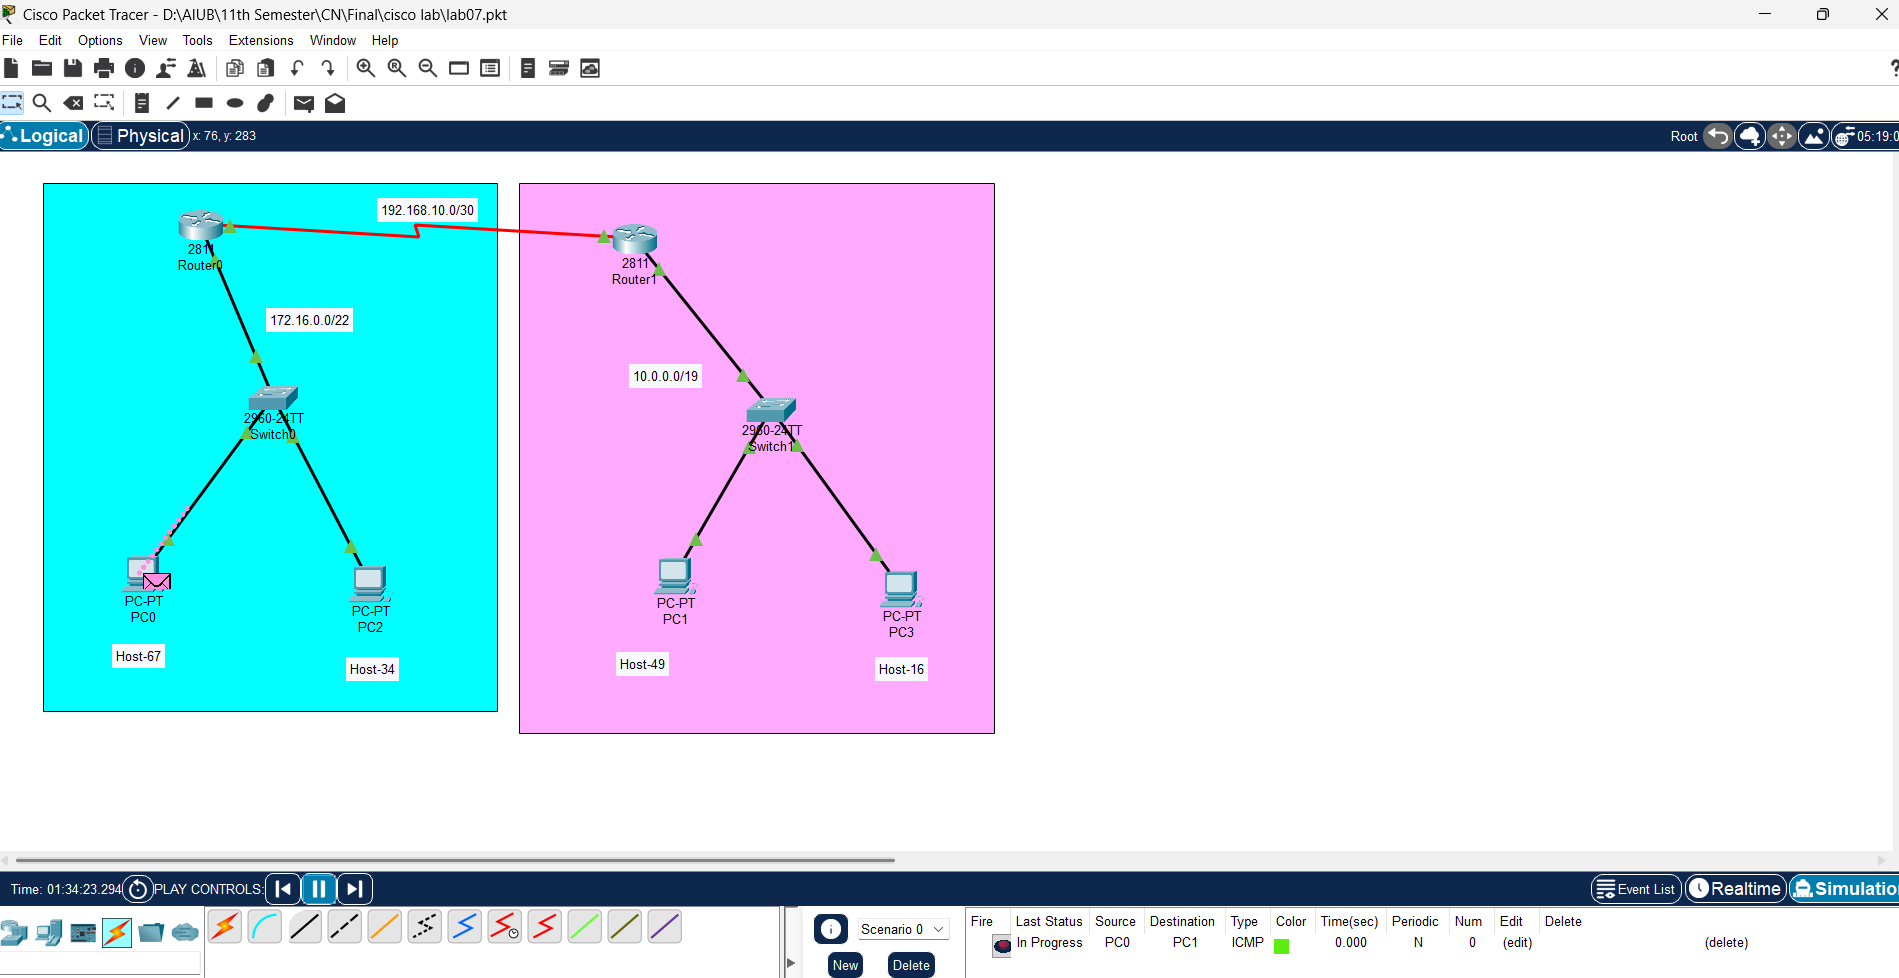 Cisco Packet Tracer - D:\AIUB\11th Semester\CN\Final\cisco lab\lab07.pkt
File Edit Options View Tools Extensions Window Help
Logical Physical x: 76, y: 283 Root 05:19:0
192.168.10.0/30
2811
Router0
2811
Router1
172.16.0.0/22
10.0.0.0/19
2960-24TT
Switch0
2960-24TT
Switch1
PC-PT
PC0
PC-PT
PC2
PC-PT
PC1
PC-PT
PC3
Host-67
Host-34
Host-49
Host-16
Time: 01:34:23.294 PLAY CONTROLS: Event List Realtime Simulatio
Scenario 0
New Delete
Fire Last Status Source Destination Type Color Time(sec) Periodic Num Edit Delete
In Progress PC0 PC1 ICMP 0.000 N 0 (edit) (delete)